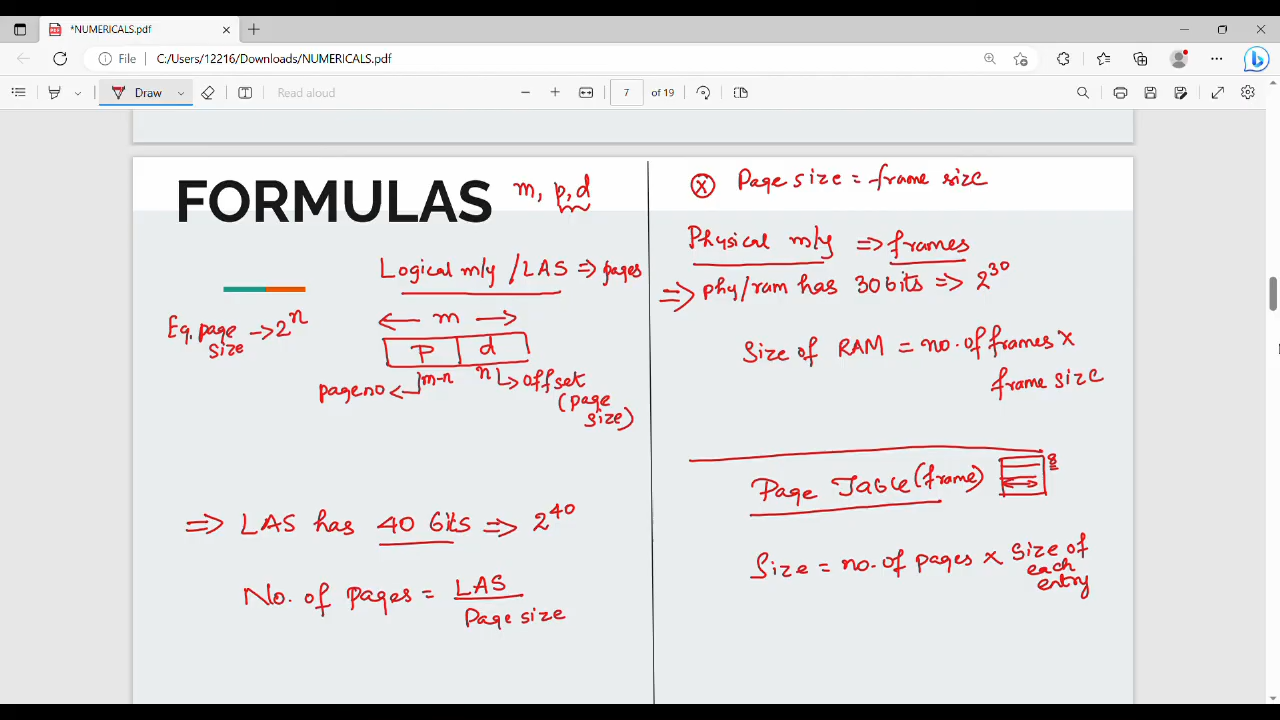 *NUMERICALS.pdf
File
C:/Users/12216/Downloads/NUMERICALS.pdf
Draw
Read aloud
7
of 19
FORMULAS
m, p, d
Logical m/y /LAS => pages
Eg. page size -> 2^n
m
p d
page no m-n n offset
(page size)
=> LAS has 40 bits => 2^40
No. of pages = LAS
Page size
(x) Page size = frame size
Physical m/y => frames
=> phy/ram has 30 bits => 2^30
Size of RAM = no. of frames x
frame size
Page Table (frame)
8
Size = no. of pages x Size of
each
entry